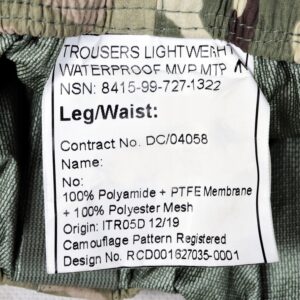 TROUSERS LIGHTWEIGHT
WATERPROOF MVP MTP
NSN: 8415-99-727-1322
Leg/Waist:
Contract No. DC/04058
Name:
No:
100% Polyamide + PTFE Membrane
+ 100% Polyester Mesh
Origin: ITR05D 12/19
Camouflage Pattern Registered
Design No. RCD001627035-0001